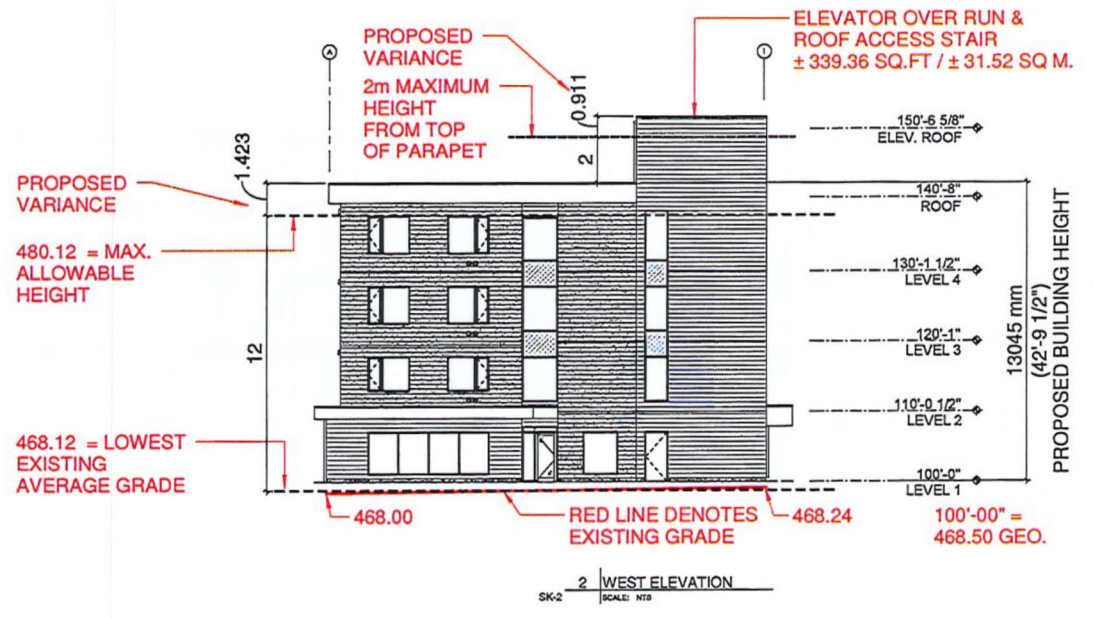 PROPOSED
VARIANCE
2m MAXIMUM
HEIGHT
FROM TOP
OF PARAPET
ELEVATOR OVER RUN &
ROOF ACCESS STAIR
± 339.36 SQ.FT / ± 31.52 SQ M.
A
1
0.911
2
1.423
PROPOSED
VARIANCE
480.12 = MAX.
ALLOWABLE
HEIGHT
12
468.12 = LOWEST
EXISTING
AVERAGE GRADE
150'-6 5/8"
ELEV. ROOF
140'-8"
ROOF
130'-1 1/2"
LEVEL 4
120'-1"
LEVEL 3
110'-0 1/2"
LEVEL 2
100'-0"
LEVEL 1
13045 mm
(42'-9 1/2")
PROPOSED BUILDING HEIGHT
468.00
RED LINE DENOTES
EXISTING GRADE
468.24
100'-00" =
468.50 GEO.
2 WEST ELEVATION
SK-2 SCALE: NTS